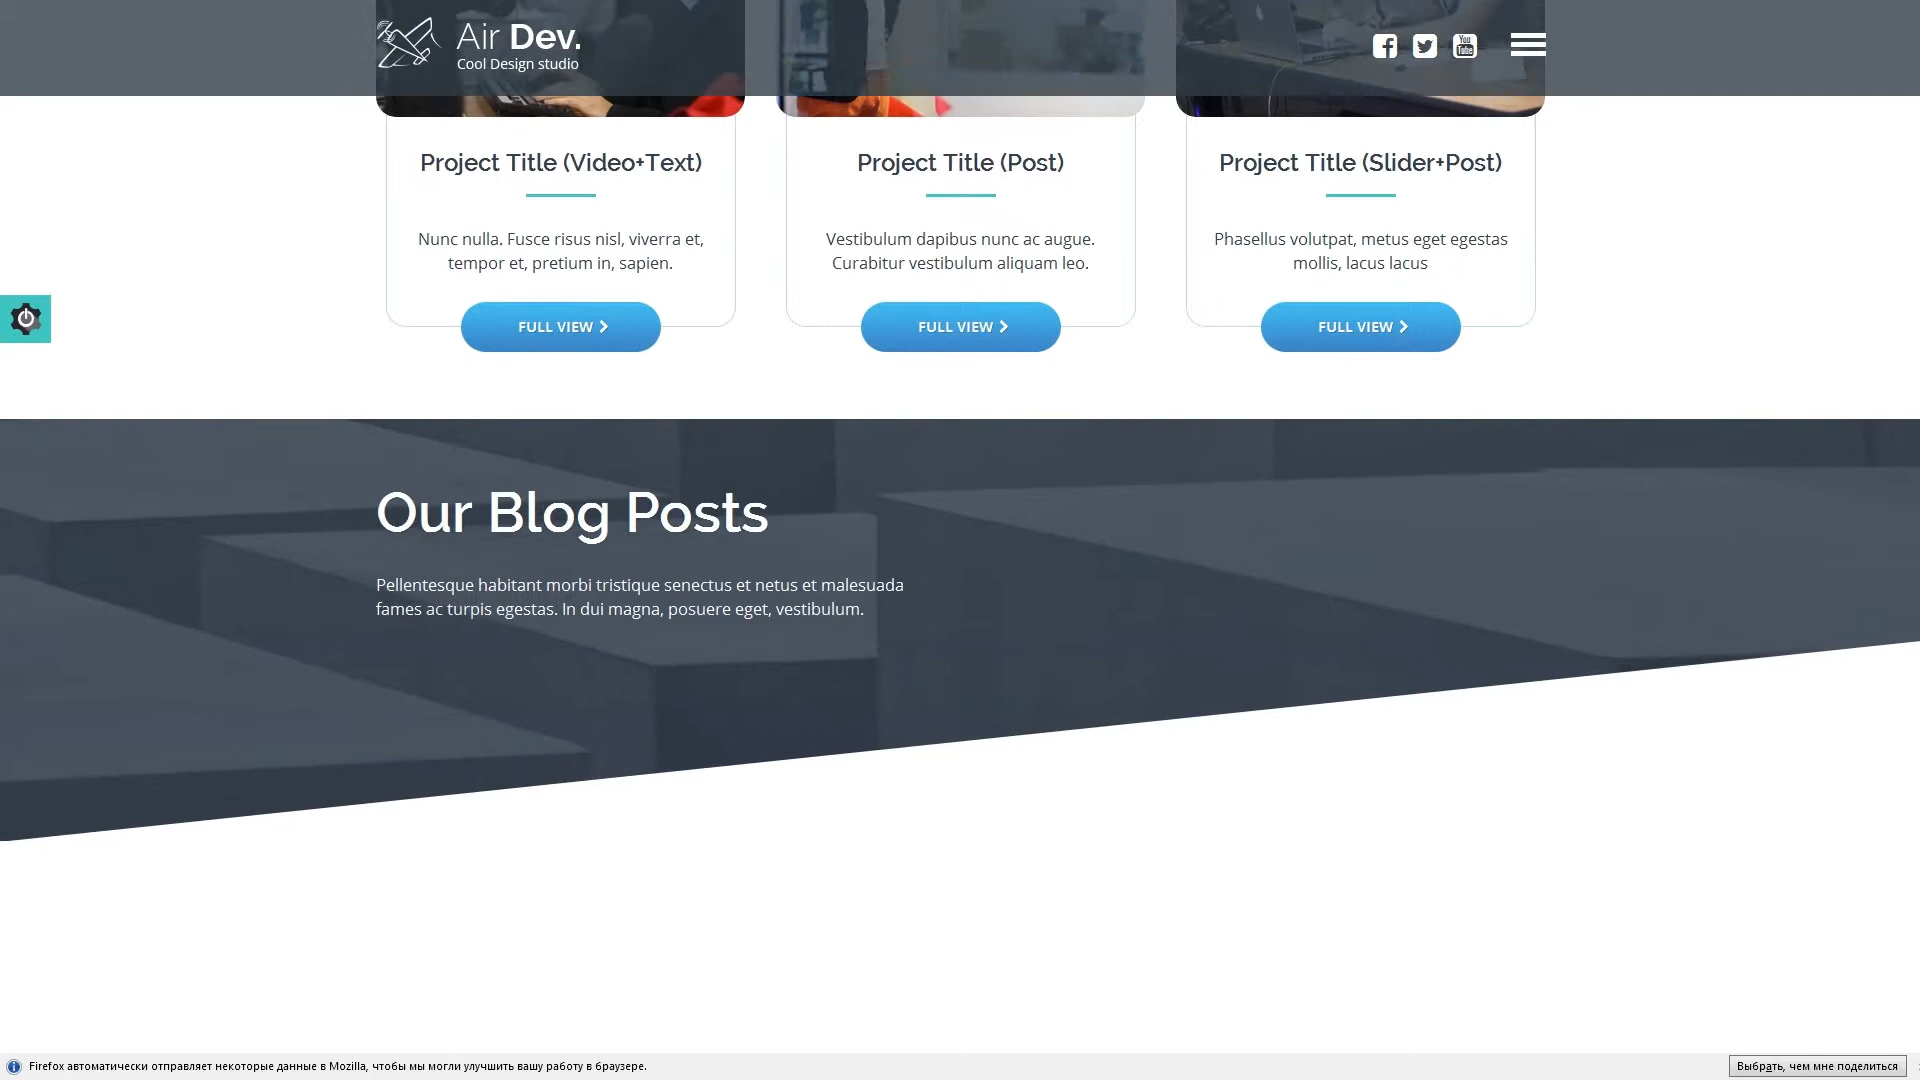 Air Dev.
Cool Design studio
You
Tube
Project Title (Video+Text)
Nunc nulla. Fusce risus nisl, viverra et,
tempor et, pretium in, sapien.
FULL VIEW
Project Title (Post)
Vestibulum dapibus nunc ac augue.
Curabitur vestibulum aliquam leo.
FULL VIEW
Project Title (Slider+Post)
Phasellus volutpat, metus eget egestas
mollis, lacus lacus
FULL VIEW
Our Blog Posts
Pellentesque habitant morbi tristique senectus et netus et malesuada
fames ac turpis egestas. In dui magna, posuere eget, vestibulum.
Firefox автоматически отправляет некоторые данные в Mozilla, чтобы мы могли улучшить вашу работу в браузере.
Выбрать, чем мне поделиться